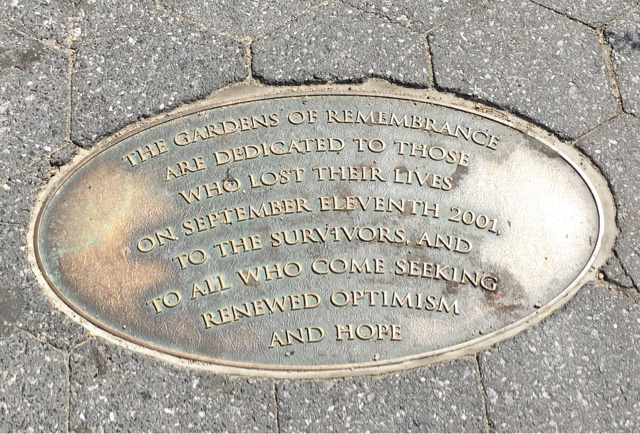 THE GARDENS OF REMEMBRANCE
ARE DEDICATED TO THOSE
WHO LOST THEIR LIVES
ON SEPTEMBER ELEVENTH 2001,
TO THE SURVIVORS, AND
TO ALL WHO COME SEEKING
RENEWED OPTIMISM
AND HOPE